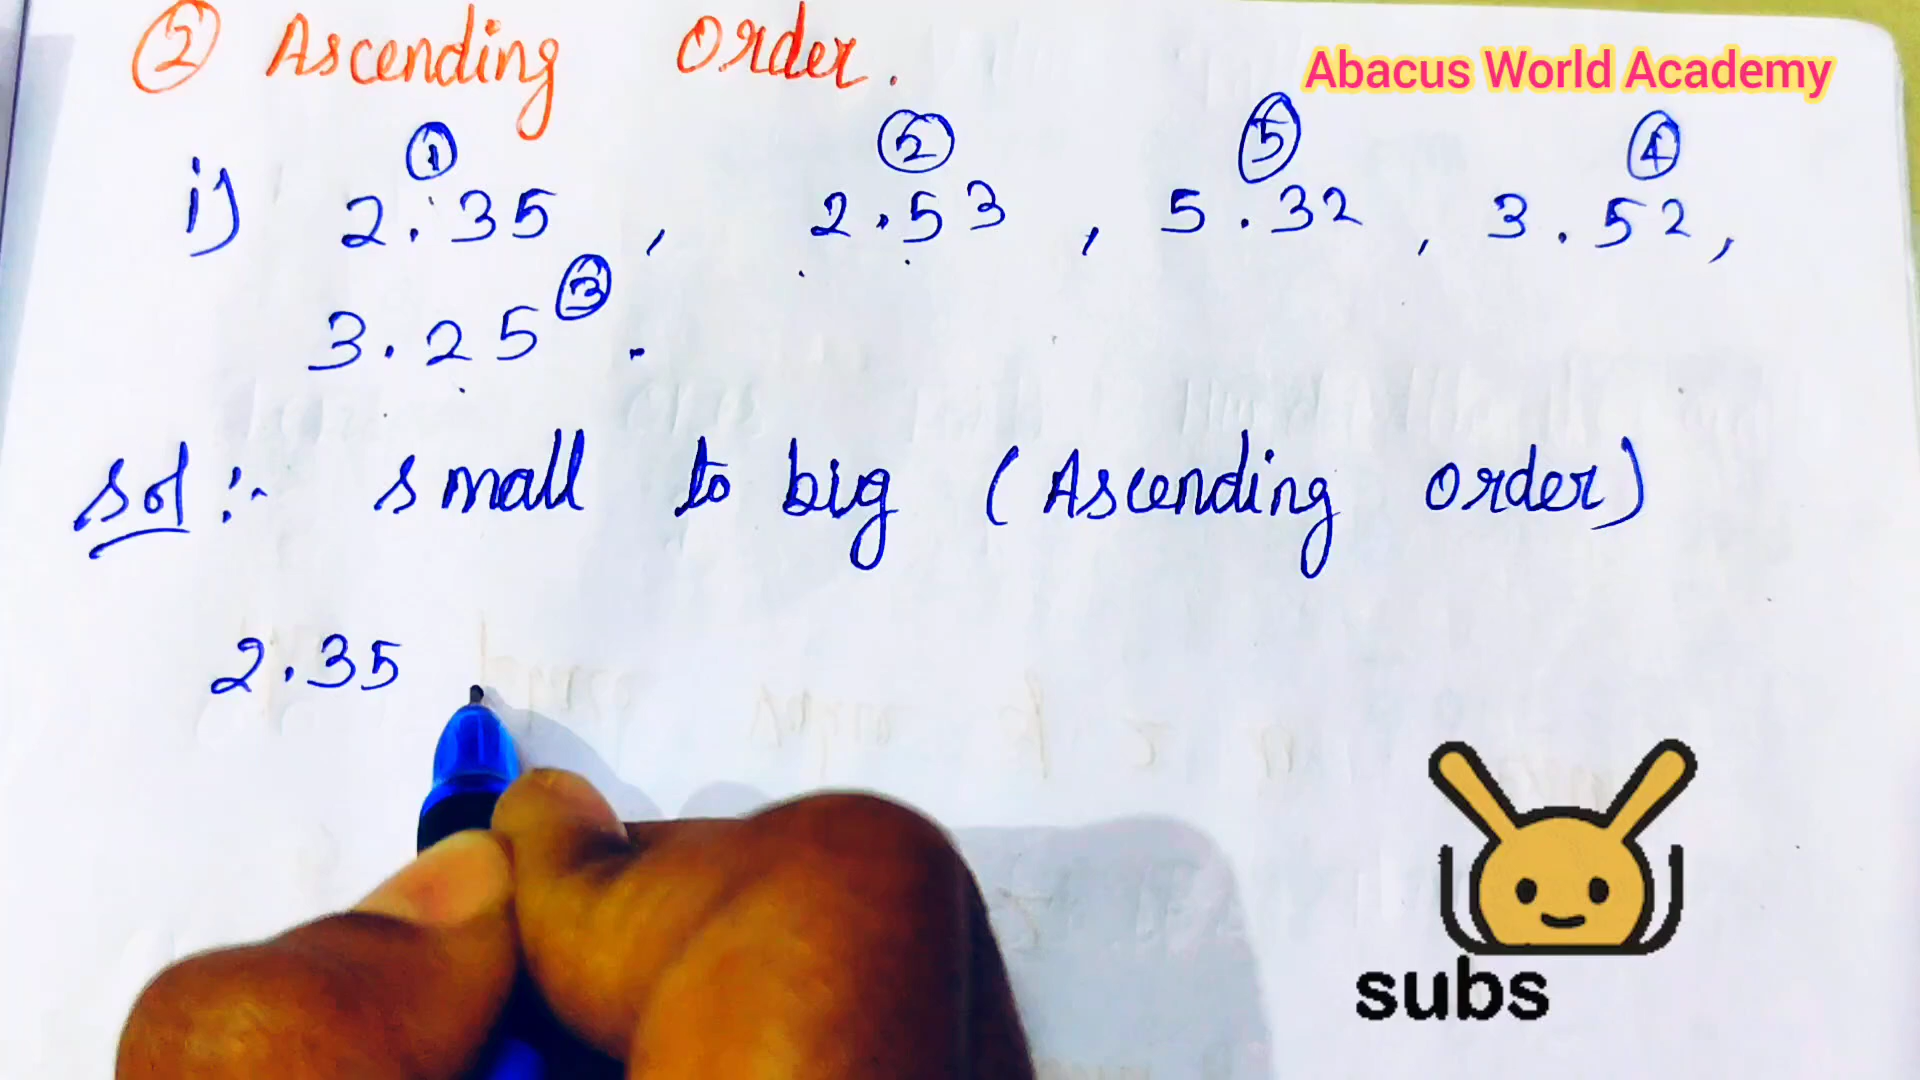 ② Ascending Order.
Abacus World Academy
① ② ⑤ ④
i) 2.35, 2.53, 5.32, 3.52,
3.25 ③.
Sol :- small to big (Ascending order)
2.35
subs